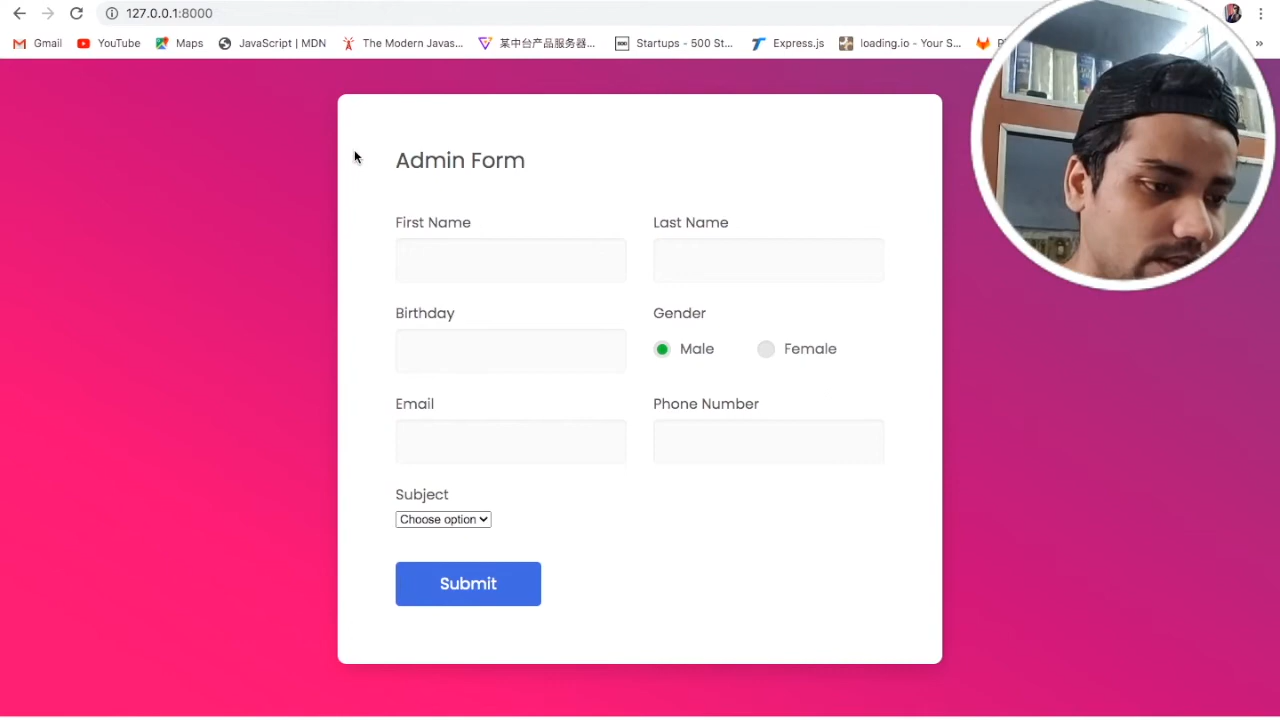 127.0.0.1:8000
Gmail YouTube Maps JavaScript | MDN The Modern Javas... 某中台产品服务器... Startups - 500 St... Express.js loading.io - Your S... »
Admin Form
First Name Last Name
Birthday Gender
Male Female
Email Phone Number
Subject
Choose option
Submit